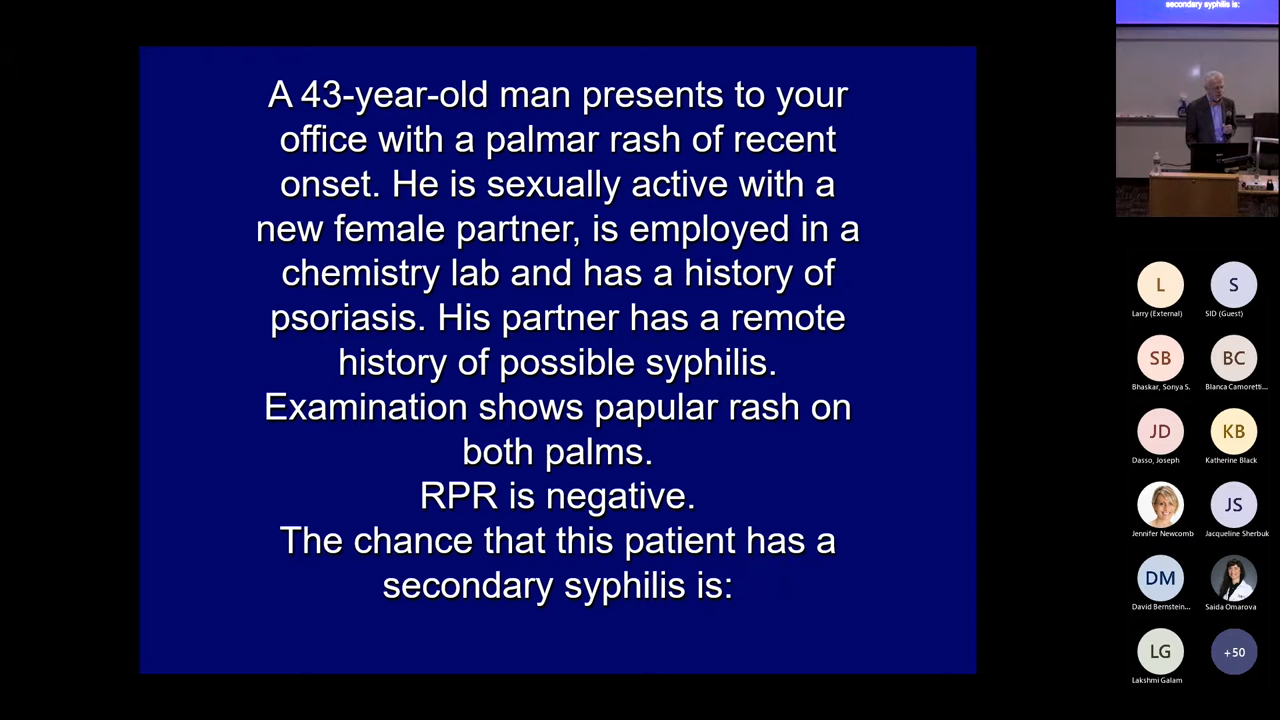 A 43-year-old man presents to your
office with a palmar rash of recent
onset. He is sexually active with a
new female partner, is employed in a
chemistry lab and has a history of
psoriasis. His partner has a remote
history of possible syphilis.
Examination shows papular rash on
both palms.
RPR is negative.
The chance that this patient has a
secondary syphilis is:
secondary syphilis is:
L
Larry (External)
S
SID (Guest)
SB
Bhaskar, Sonya S.
BC
Blanca Camoretti...
JD
Dasso, Joseph
KB
Katherine Black
Jennifer Newcomb
JS
Jacqueline Sherbuk
DM
David Bernstein...
Saida Omarova
LG
Lakshmi Galam
+50